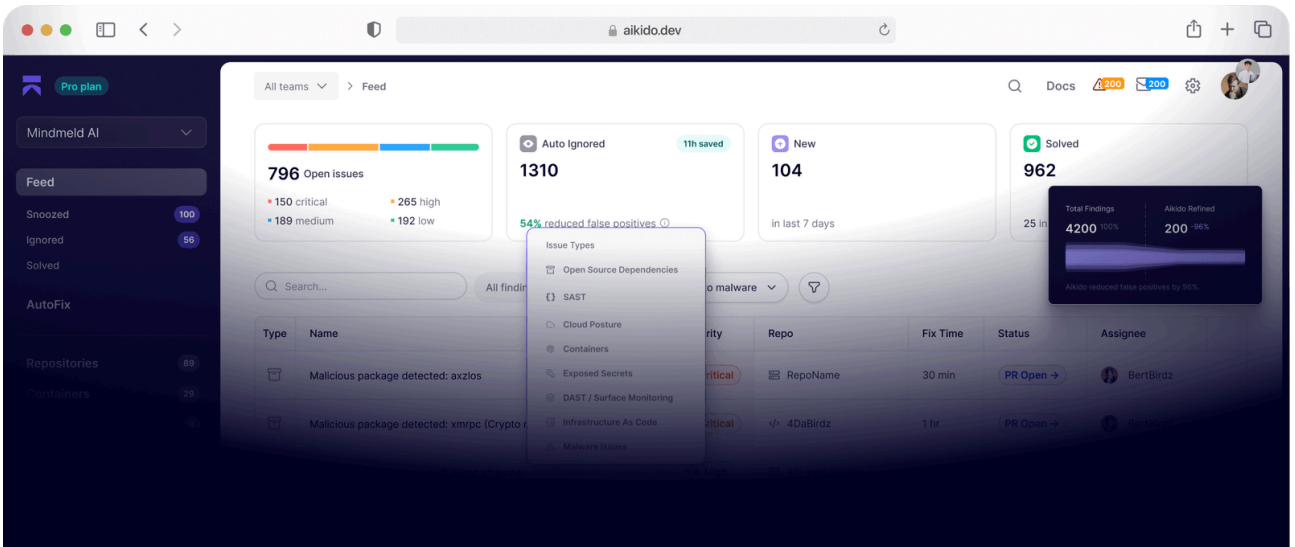 aikido.dev
Pro plan
All teams > Feed
Docs
200
200
Mindmeld AI
Feed
Snoozed 100
Ignored 56
Solved
AutoFix
Repositories 89
Containers 29
796 Open issues
150 critical
265 high
189 medium
192 low
Auto Ignored
11h saved
1310
54% reduced false positives
New
104
in last 7 days
Solved
962
25 in
Total Findings
Aikido Refined
4200 100%
200 -96%
Aikido reduced false positives by 96%.
Search...
All findin
o malware
Issue Types
Open Source Dependencies
SAST
Cloud Posture
Containers
Exposed Secrets
DAST / Surface Monitoring
Infrastructure As Code
Malware Issues
Type Name rity Repo Fix Time Status Assignee
Malicious package detected: axzlos ritical RepoName 30 min PR Open → BertBirdz
Malicious package detected: xmrpc (Crypto ritical 4DaBirdz 1 hr PR Open →